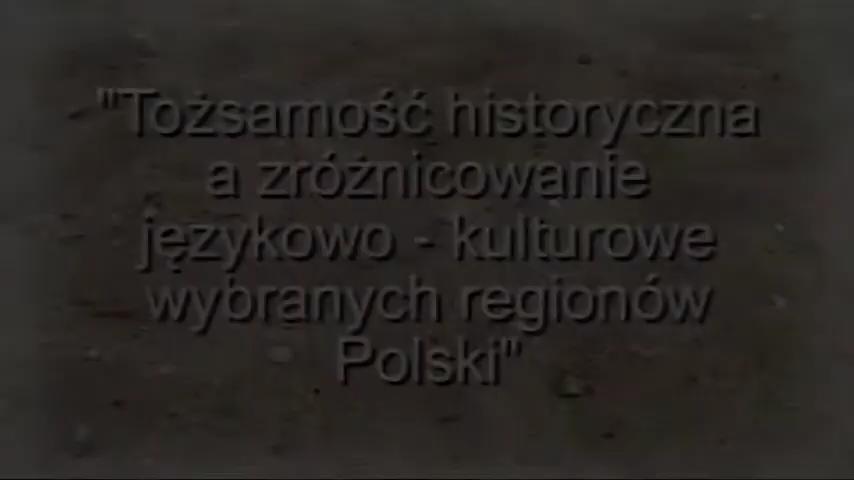 "Tożsamość historyczna
a zróżnicowanie
językowo - kulturowe
wybranych regionów
Polski"